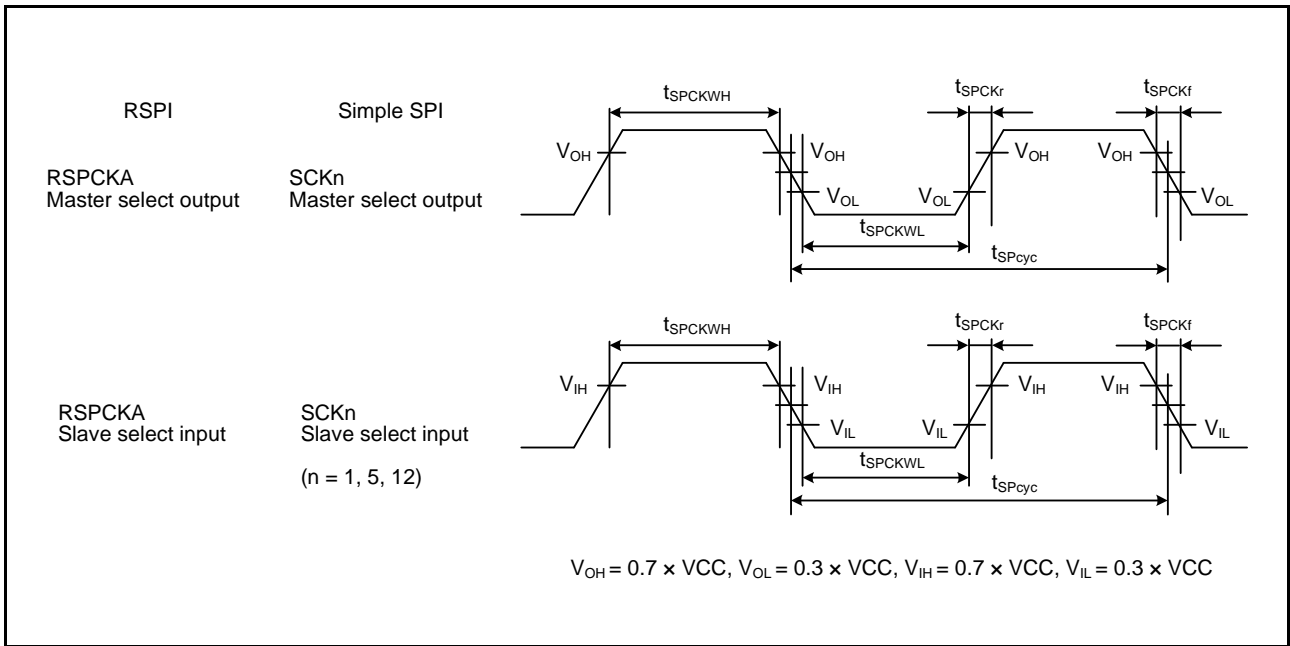 RSPI
Simple SPI
RSPCKA
Master select output
SCKn
Master select output
tSPCKWH
tSPCKr
tSPCKf
VOH
VOH
VOH
VOH
VOL
VOL
VOL
tSPCKWL
tSPcyc
RSPCKA
Slave select input
SCKn
Slave select input
(n = 1, 5, 12)
tSPCKWH
tSPCKr
tSPCKf
VIH
VIH
VIH
VIH
VIL
VIL
VIL
tSPCKWL
tSPcyc
VOH = 0.7 × VCC, VOL = 0.3 × VCC, VIH = 0.7 × VCC, VIL = 0.3 × VCC